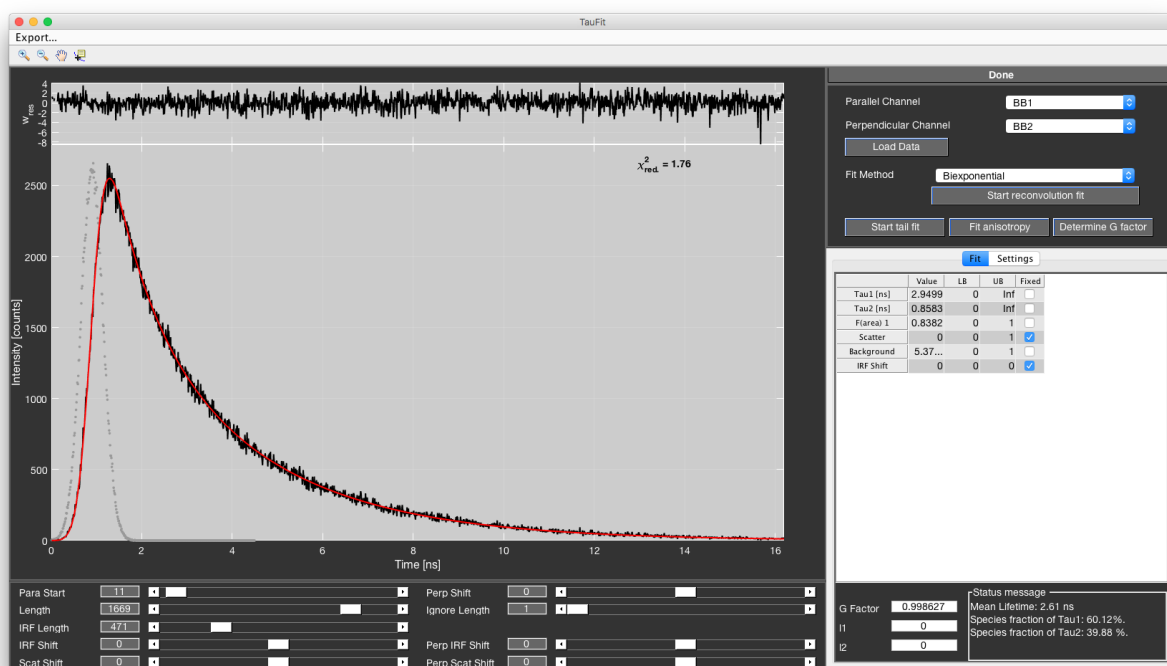 TauFit
Export...
Done
Parallel Channel BB1
Perpendicular Channel BB2
Load Data
Fit Method Biexponential
Start reconvolution fit
Start tail fit Fit anisotropy Determine G factor
4
2
0
-2
-4
-6
-8
w_res
χ²_red. = 1.76
2500
2000
1500
1000
500
0
Intensity [counts]
0 2 4 6 8 10 12 14 16
Time [ns]
Fit Settings
Value LB UB Fixed
Tau1 [ns] 2.9499 0 Inf
Tau2 [ns] 0.8583 0 Inf
F(area) 1 0.8382 0 1
Scatter 0 0 1
Background 5.37... 0 1
IRF Shift 0 0 0
Para Start 11 Perp Shift 0
Length 1669 Ignore Length 1
IRF Length 471
IRF Shift 0 Perp IRF Shift 0
Scat Shift 0 Perp Scat Shift 0
G Factor 0.998627
I1 0
I2 0
Status message
Mean Lifetime: 2.61 ns
Species fraction of Tau1: 60.12%.
Species fraction of Tau2: 39.88 %.